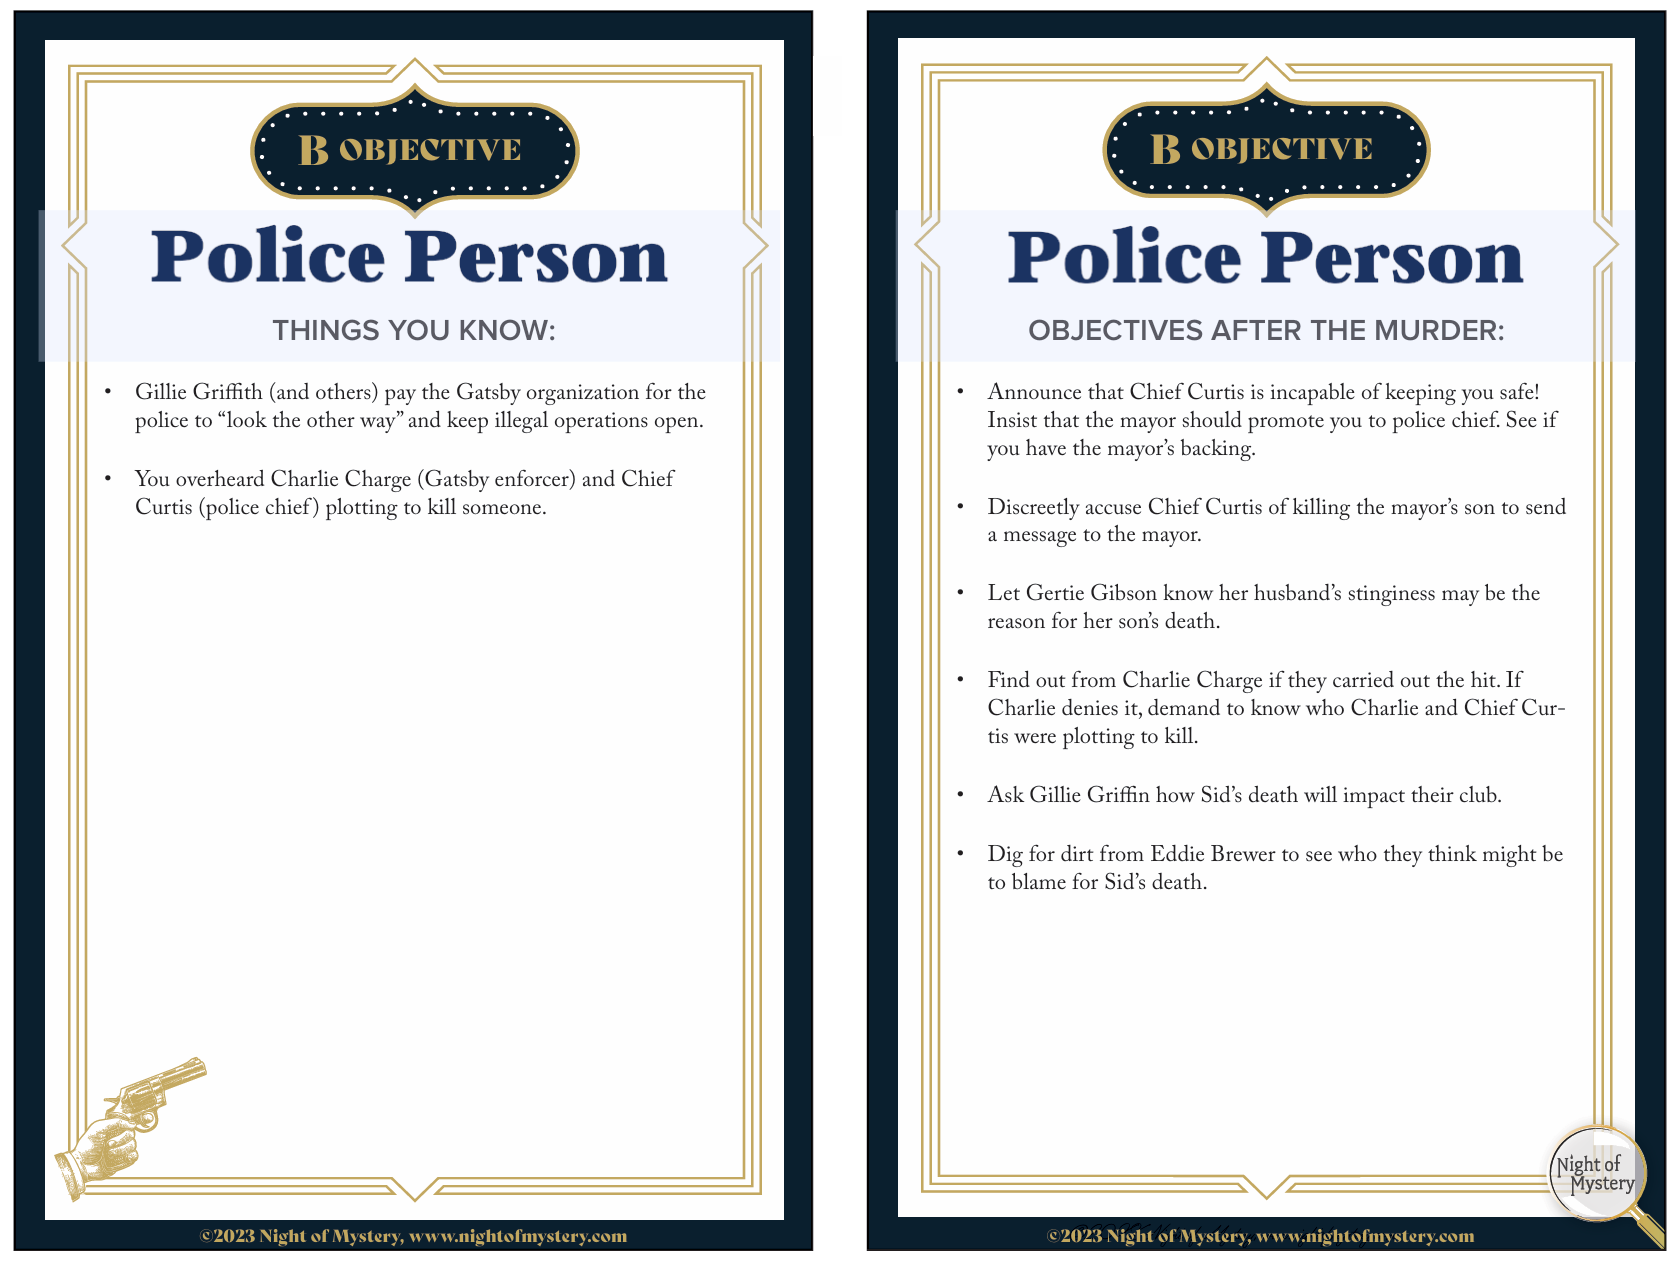 B OBJECTIVE
Police Person
THINGS YOU KNOW:
• Gillie Griffith (and others) pay the Gatsby organization for the
police to “look the other way” and keep illegal operations open.
• You overheard Charlie Charge (Gatsby enforcer) and Chief
Curtis (police chief) plotting to kill someone.
©2023 Night of Mystery, www.nightofmystery.com
B OBJECTIVE
Police Person
OBJECTIVES AFTER THE MURDER:
• Announce that Chief Curtis is incapable of keeping you safe!
Insist that the mayor should promote you to police chief. See if
you have the mayor’s backing.
• Discreetly accuse Chief Curtis of killing the mayor’s son to send
a message to the mayor.
• Let Gertie Gibson know her husband’s stinginess may be the
reason for her son’s death.
• Find out from Charlie Charge if they carried out the hit. If
Charlie denies it, demand to know who Charlie and Chief Cur-
tis were plotting to kill.
• Ask Gillie Griffin how Sid’s death will impact their club.
• Dig for dirt from Eddie Brewer to see who they think might be
to blame for Sid’s death.
Night of
Mystery
©2023 Night of Mystery, www.nightofmystery.com